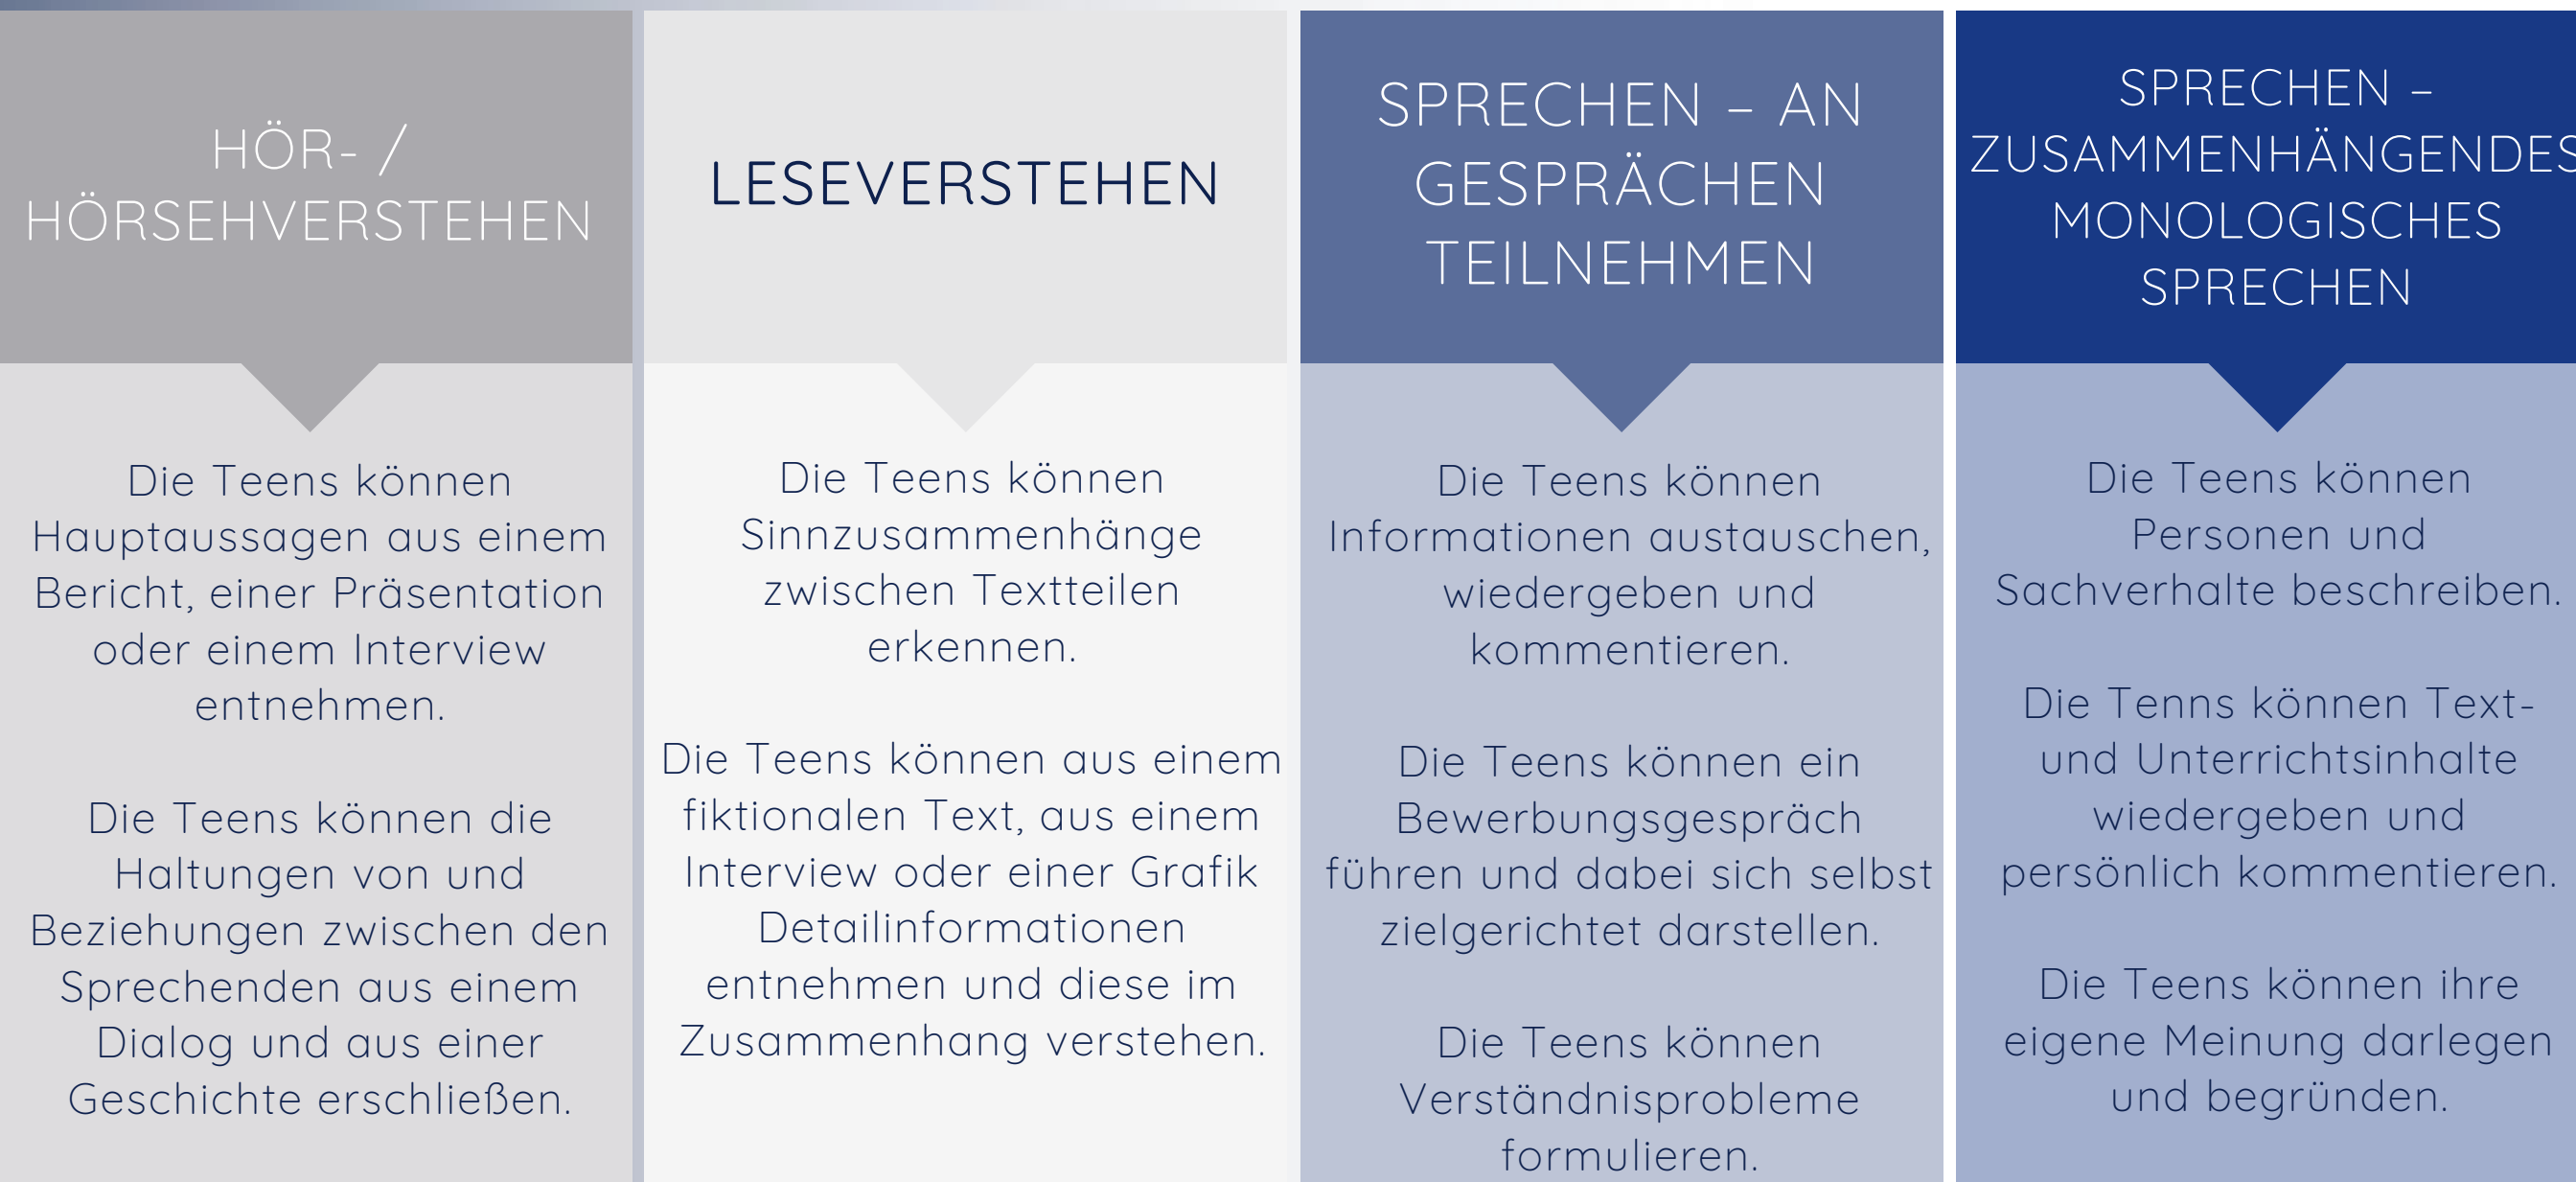 HÖR- /
HÖRSEHVERSTEHEN
Die Teens können
Hauptaussagen aus einem
Bericht, einer Präsentation
oder einem Interview
entnehmen.
Die Teens können die
Haltungen von und
Beziehungen zwischen den
Sprechenden aus einem
Dialog und aus einer
Geschichte erschließen.
LESEVERSTEHEN
Die Teens können
Sinnzusammenhänge
zwischen Textteilen
erkennen.
Die Teens können aus einem
fiktionalen Text, aus einem
Interview oder einer Grafik
Detailinformationen
entnehmen und diese im
Zusammenhang verstehen.
SPRECHEN – AN
GESPRÄCHEN
TEILNEHMEN
Die Teens können
Informationen austauschen,
wiedergeben und
kommentieren.
Die Teens können ein
Bewerbungsgespräch
führen und dabei sich selbst
zielgerichtet darstellen.
Die Teens können
Verständnisprobleme
formulieren.
SPRECHEN –
ZUSAMMENHÄNGENDES
MONOLOGISCHES
SPRECHEN
Die Teens können
Personen und
Sachverhalte beschreiben.
Die Tenns können Text-
und Unterrichtsinhalte
wiedergeben und
persönlich kommentieren.
Die Teens können ihre
eigene Meinung darlegen
und begründen.